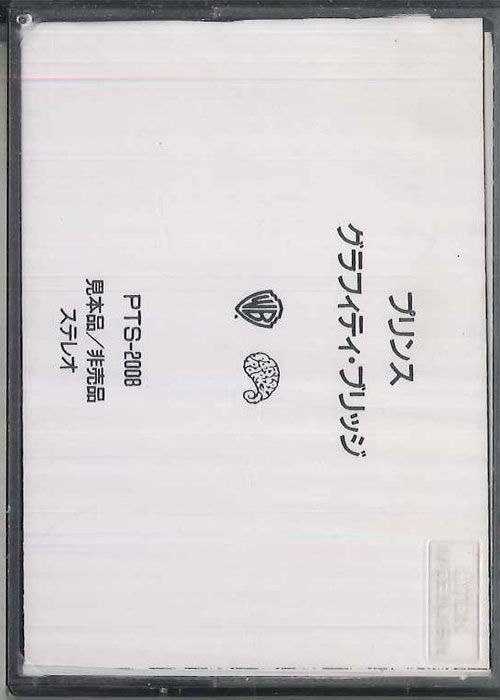 プリンス
グラフィティ・ブリッジ
WB
PTS-2008
見本品/非売品
ステレオ